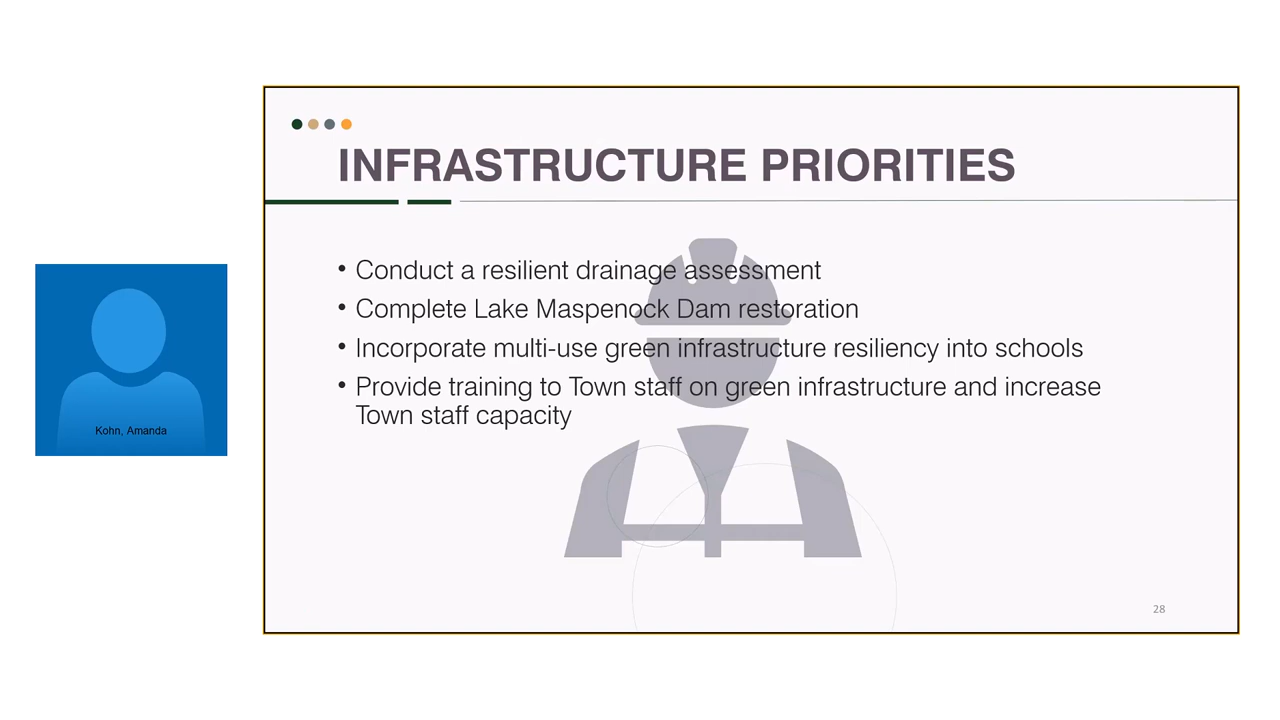 INFRASTRUCTURE PRIORITIES
• Conduct a resilient drainage assessment
• Complete Lake Maspenock Dam restoration
• Incorporate multi-use green infrastructure resiliency into schools
• Provide training to Town staff on green infrastructure and increase
Town staff capacity
Kohn, Amanda
28